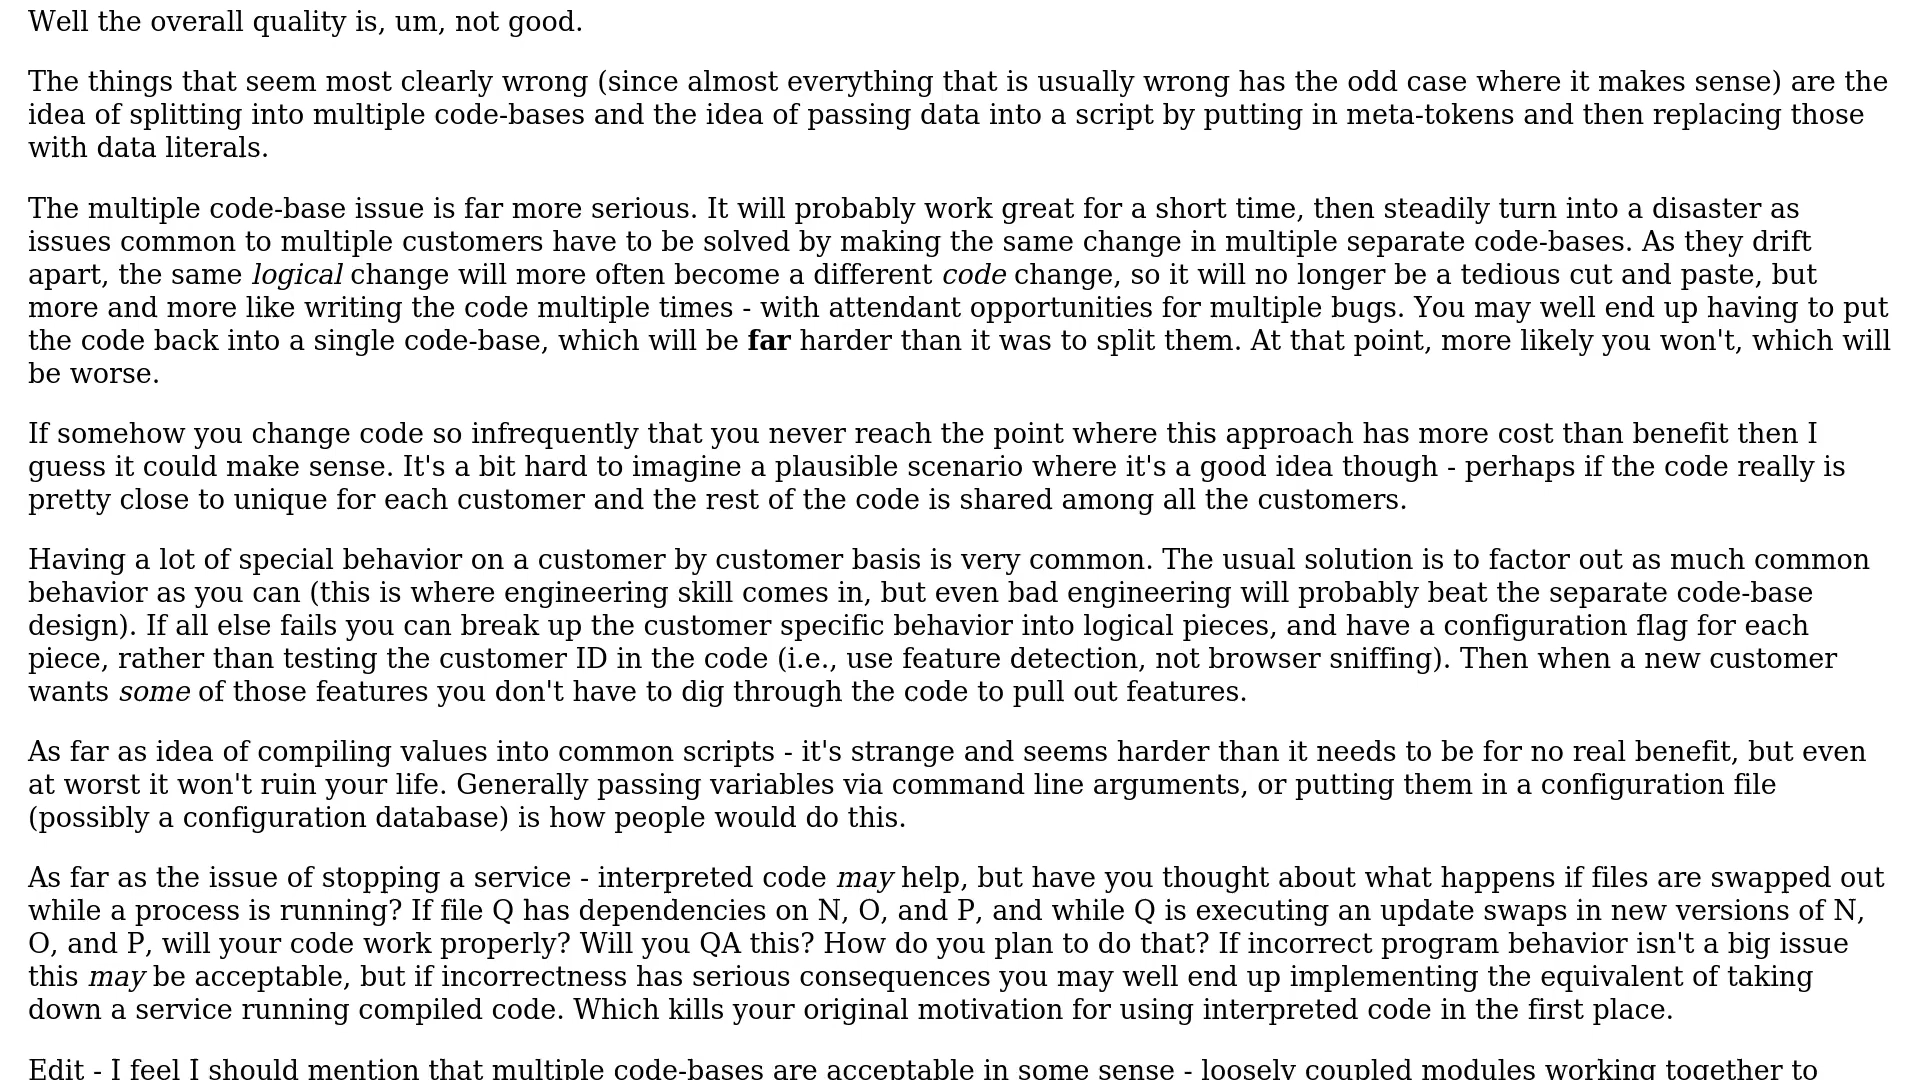 Well the overall quality is, um, not good.
The things that seem most clearly wrong (since almost everything that is usually wrong has the odd case where it makes sense) are the
idea of splitting into multiple code-bases and the idea of passing data into a script by putting in meta-tokens and then replacing those
with data literals.
The multiple code-base issue is far more serious. It will probably work great for a short time, then steadily turn into a disaster as
issues common to multiple customers have to be solved by making the same change in multiple separate code-bases. As they drift
apart, the same logical change will more often become a different code change, so it will no longer be a tedious cut and paste, but
more and more like writing the code multiple times - with attendant opportunities for multiple bugs. You may well end up having to put
the code back into a single code-base, which will be far harder than it was to split them. At that point, more likely you won't, which will
be worse.
If somehow you change code so infrequently that you never reach the point where this approach has more cost than benefit then I
guess it could make sense. It's a bit hard to imagine a plausible scenario where it's a good idea though - perhaps if the code really is
pretty close to unique for each customer and the rest of the code is shared among all the customers.
Having a lot of special behavior on a customer by customer basis is very common. The usual solution is to factor out as much common
behavior as you can (this is where engineering skill comes in, but even bad engineering will probably beat the separate code-base
design). If all else fails you can break up the customer specific behavior into logical pieces, and have a configuration flag for each
piece, rather than testing the customer ID in the code (i.e., use feature detection, not browser sniffing). Then when a new customer
wants some of those features you don't have to dig through the code to pull out features.
As far as idea of compiling values into common scripts - it's strange and seems harder than it needs to be for no real benefit, but even
at worst it won't ruin your life. Generally passing variables via command line arguments, or putting them in a configuration file
(possibly a configuration database) is how people would do this.
As far as the issue of stopping a service - interpreted code may help, but have you thought about what happens if files are swapped out
while a process is running? If file Q has dependencies on N, O, and P, and while Q is executing an update swaps in new versions of N,
O, and P, will your code work properly? Will you QA this? How do you plan to do that? If incorrect program behavior isn't a big issue
this may be acceptable, but if incorrectness has serious consequences you may well end up implementing the equivalent of taking
down a service running compiled code. Which kills your original motivation for using interpreted code in the first place.
Edit - I feel I should mention that multiple code-bases are acceptable in some sense - loosely coupled modules working together to